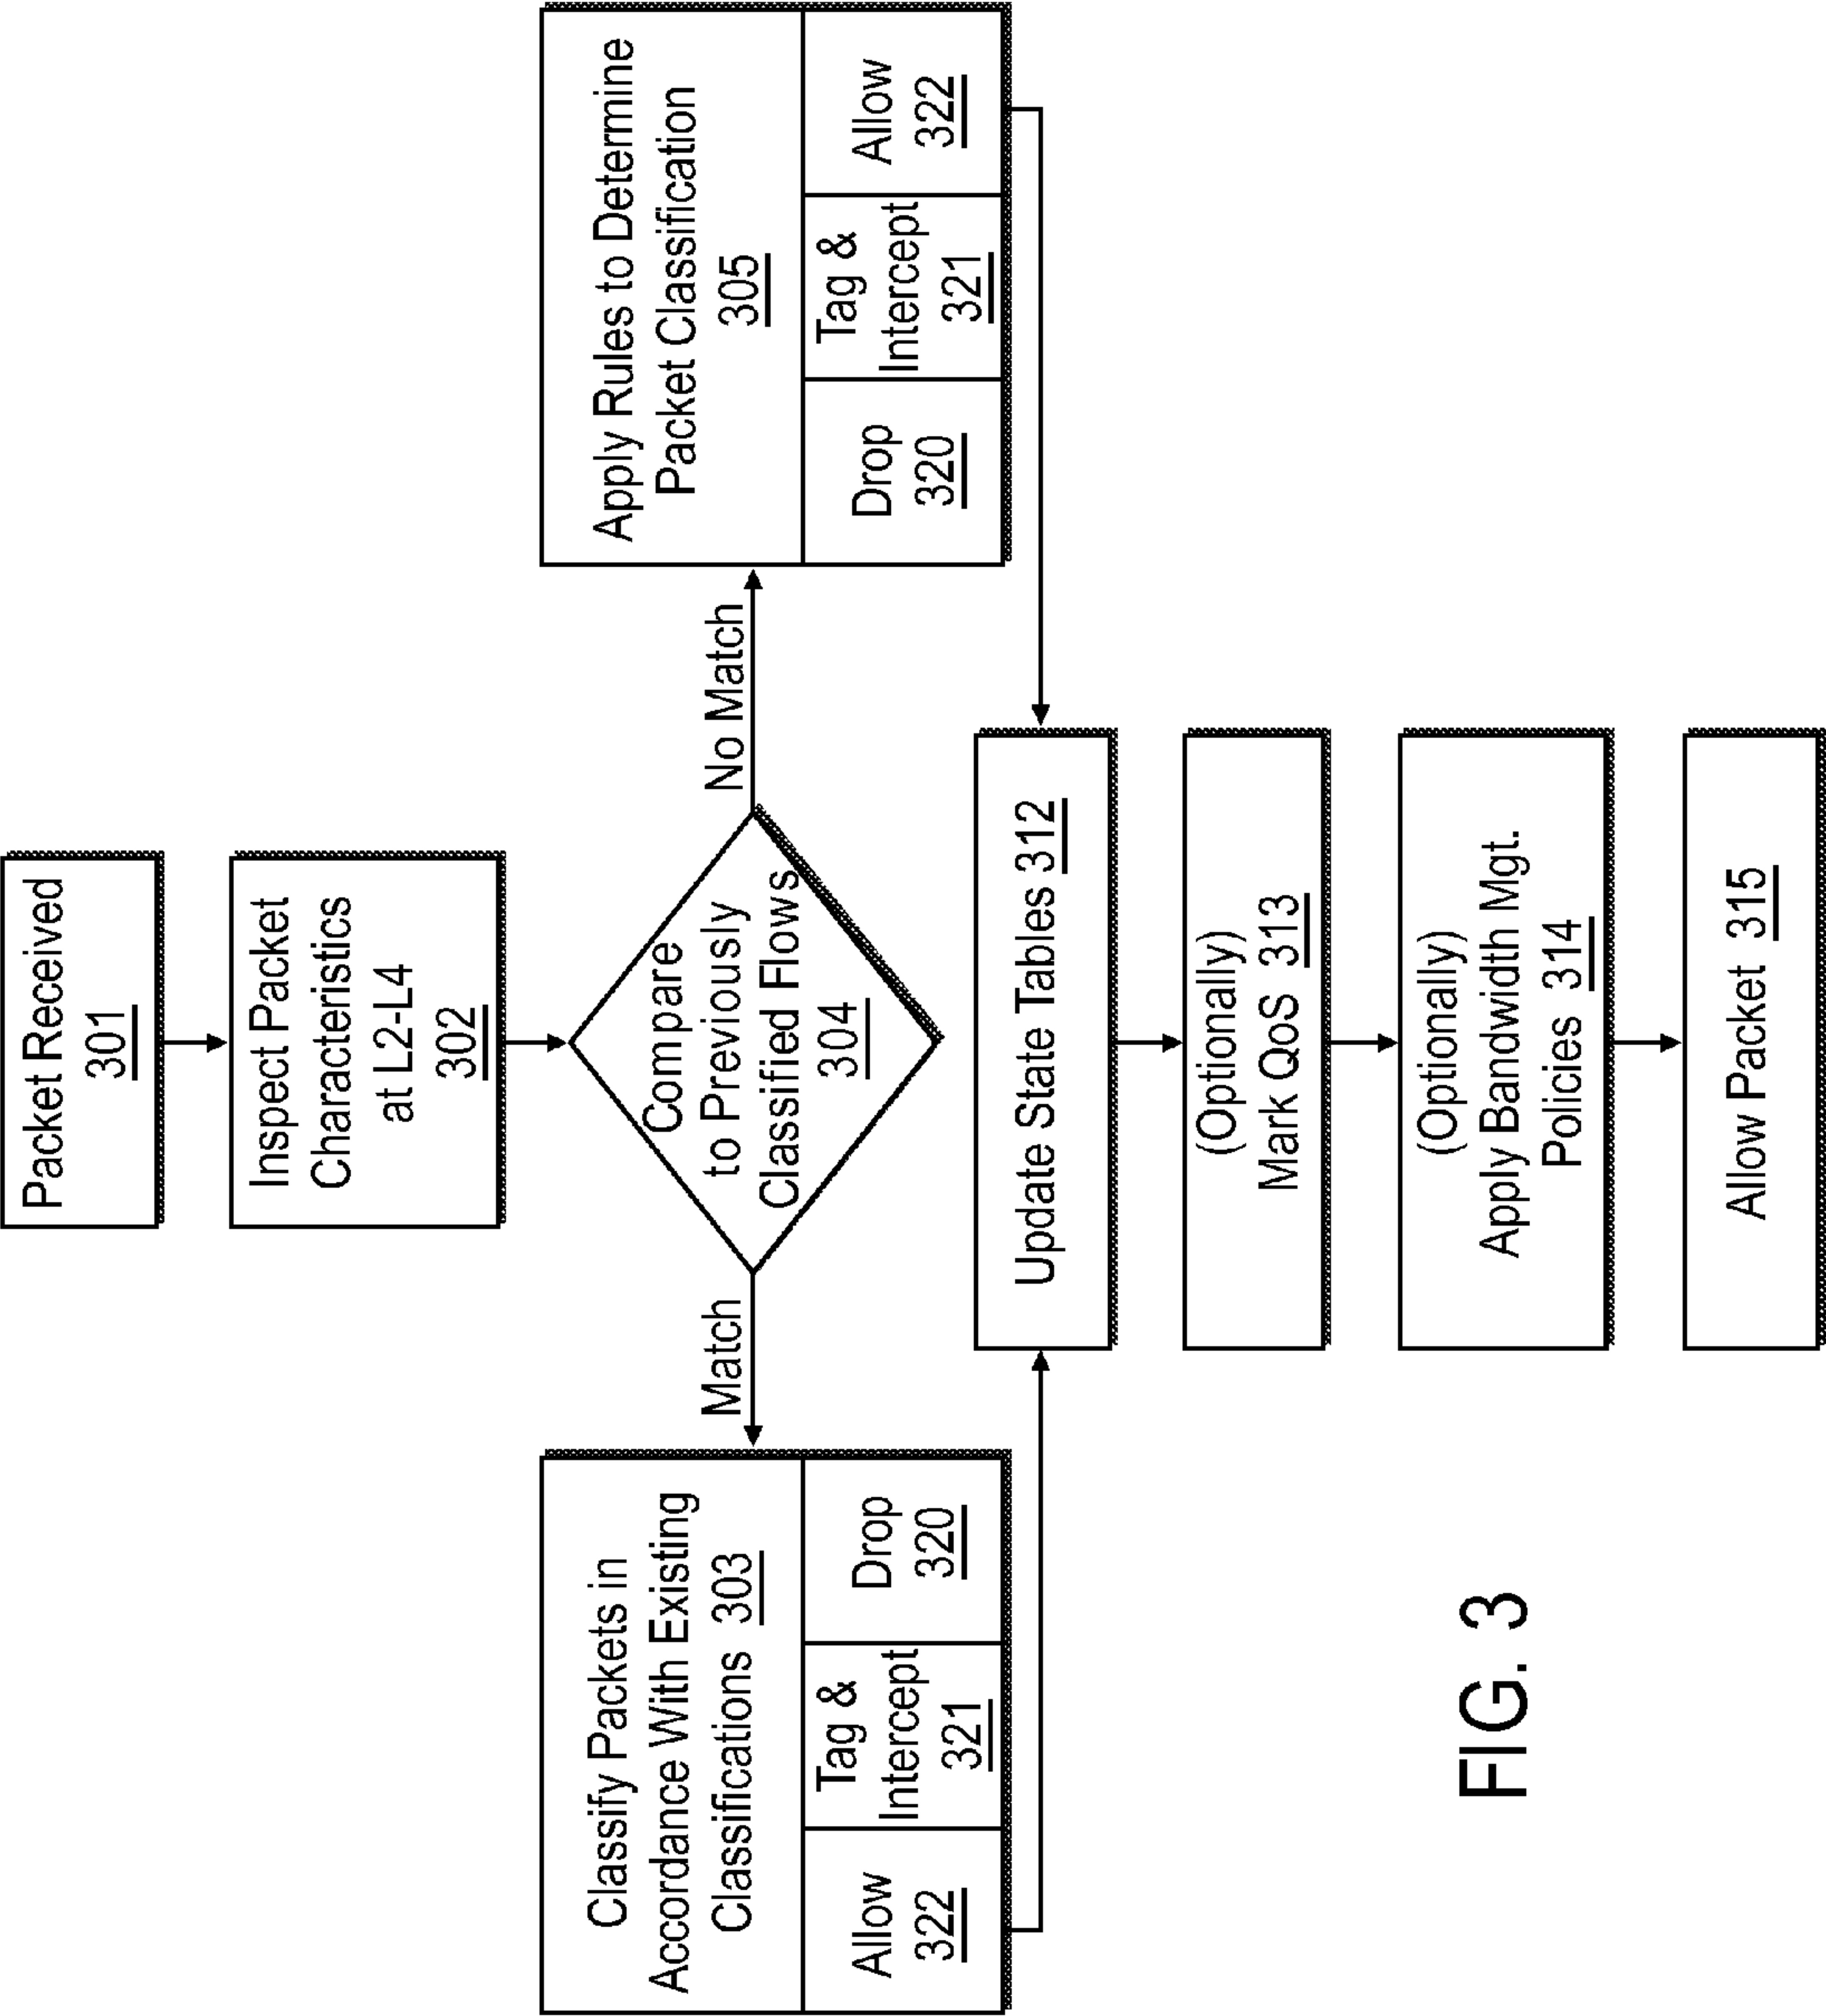 Packet Received
301
Inspect Packet
Characteristics
at L2-L4
302
Compare
to Previously
Classified Flows
304
Match
No Match
Classify Packets in
Accordance With Existing
Classifications 303
Allow
322
Tag &
Intercept
321
Drop
320
Apply Rules to Determine
Packet Classification
305
Drop
320
Tag &
Intercept
321
Allow
322
Update State Tables 312
(Optionally)
Mark QoS 313
(Optionally)
Apply Bandwidth Mgt.
Policies 314
Allow Packet 315
FIG. 3